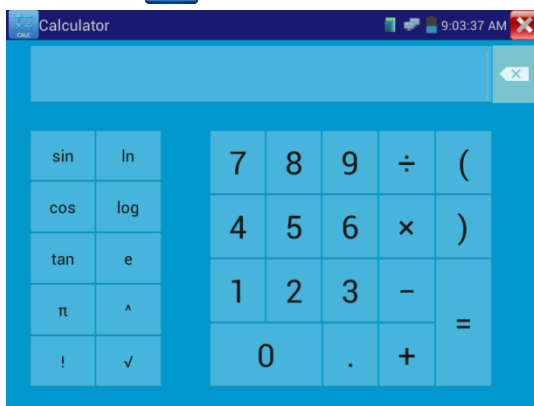 Calculator 9:03:37 AM
CALC
sin ln 7 8 9 ÷ (
cos log 4 5 6 × )
tan e 1 2 3 −
π ^ =
! √ 0 . +